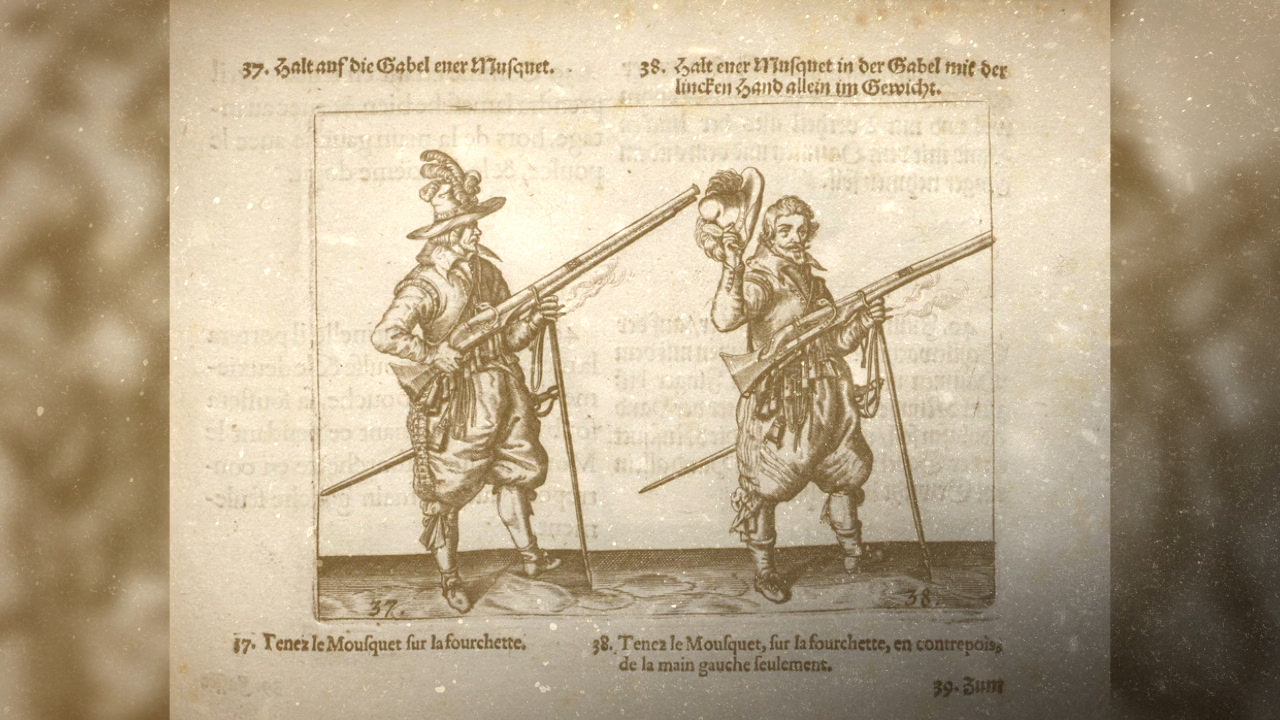 37. Halt auf die Gabel ener Musquet.
38. Halt ener Musquet in der Gabel mit der
lincken Hand allein im Gewicht.
37.
38.
37. Tenez le Mousquet sur la fourchette.
38. Tenez le Mousquet, sur la fourchette, en contrepois,
de la main gauche seulement.
39. Zum